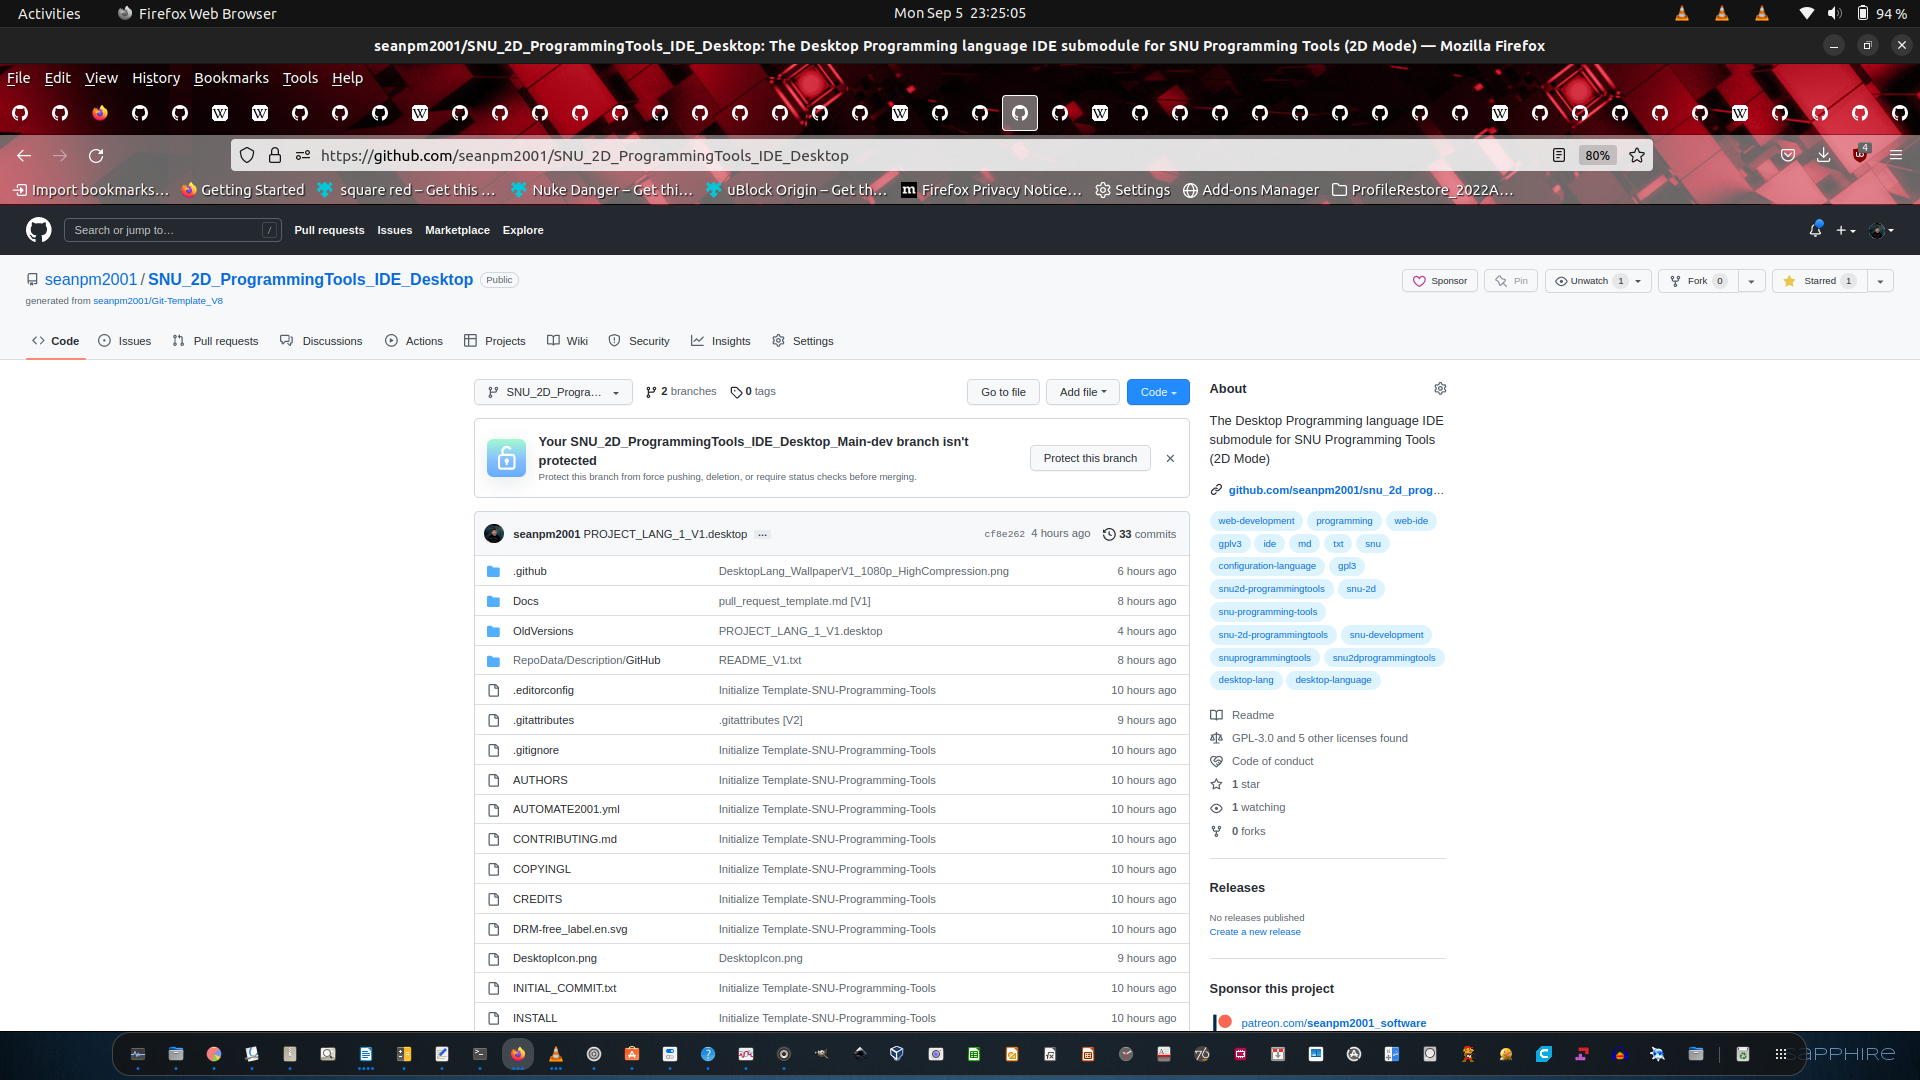 Activities
Firefox Web Browser
Mon Sep 5 23:25:05
94 %
seanpm2001/SNU_2D_ProgrammingTools_IDE_Desktop: The Desktop Programming language IDE submodule for SNU Programming Tools (2D Mode) — Mozilla Firefox
File Edit View History Bookmarks Tools Help
https://github.com/seanpm2001/SNU_2D_ProgrammingTools_IDE_Desktop
80%
4
Import bookmarks… Getting Started square red – Get this … Nuke Danger – Get thi… uBlock Origin – Get th… Firefox Privacy Notice… Settings Add-ons Manager ProfileRestore_2022A…
Search or jump to… /
Pull requests Issues Marketplace Explore
seanpm2001 / SNU_2D_ProgrammingTools_IDE_Desktop Public
generated from seanpm2001/Git-Template_V8
Sponsor Pin Unwatch 1 Fork 0 Starred 1
Code Issues Pull requests Discussions Actions Projects Wiki Security Insights Settings
SNU_2D_Progra… 2 branches 0 tags
Go to file Add file Code
Your SNU_2D_ProgrammingTools_IDE_Desktop_Main-dev branch isn't protected
Protect this branch from force pushing, deletion, or require status checks before merging.
Protect this branch
seanpm2001 PROJECT_LANG_1_V1.desktop … cf8e262 4 hours ago 33 commits
.github DesktopLang_WallpaperV1_1080p_HighCompression.png 6 hours ago
Docs pull_request_template.md [V1] 8 hours ago
OldVersions PROJECT_LANG_1_V1.desktop 4 hours ago
RepoData/Description/GitHub README_V1.txt 8 hours ago
.editorconfig Initialize Template-SNU-Programming-Tools 10 hours ago
.gitattributes .gitattributes [V2] 9 hours ago
.gitignore Initialize Template-SNU-Programming-Tools 10 hours ago
AUTHORS Initialize Template-SNU-Programming-Tools 10 hours ago
AUTOMATE2001.yml Initialize Template-SNU-Programming-Tools 10 hours ago
CONTRIBUTING.md Initialize Template-SNU-Programming-Tools 10 hours ago
COPYINGL Initialize Template-SNU-Programming-Tools 10 hours ago
CREDITS Initialize Template-SNU-Programming-Tools 10 hours ago
DRM-free_label.en.svg Initialize Template-SNU-Programming-Tools 10 hours ago
DesktopIcon.png DesktopIcon.png 9 hours ago
INITIAL_COMMIT.txt Initialize Template-SNU-Programming-Tools 10 hours ago
INSTALL Initialize Template-SNU-Programming-Tools 10 hours ago
About
The Desktop Programming language IDE
submodule for SNU Programming Tools
(2D Mode)
github.com/seanpm2001/snu_2d_prog…
web-development programming web-ide
gplv3 ide md txt snu
configuration-language gpl3
snu2d-programmingtools snu-2d
snu-programming-tools
snu-2d-programmingtools snu-development
snuprogrammingtools snu2dprogrammingtools
desktop-lang desktop-language
Readme
GPL-3.0 and 5 other licenses found
Code of conduct
1 star
1 watching
0 forks
Releases
No releases published
Create a new release
Sponsor this project
patreon.com/seanpm2001_software
SAPPHIRE